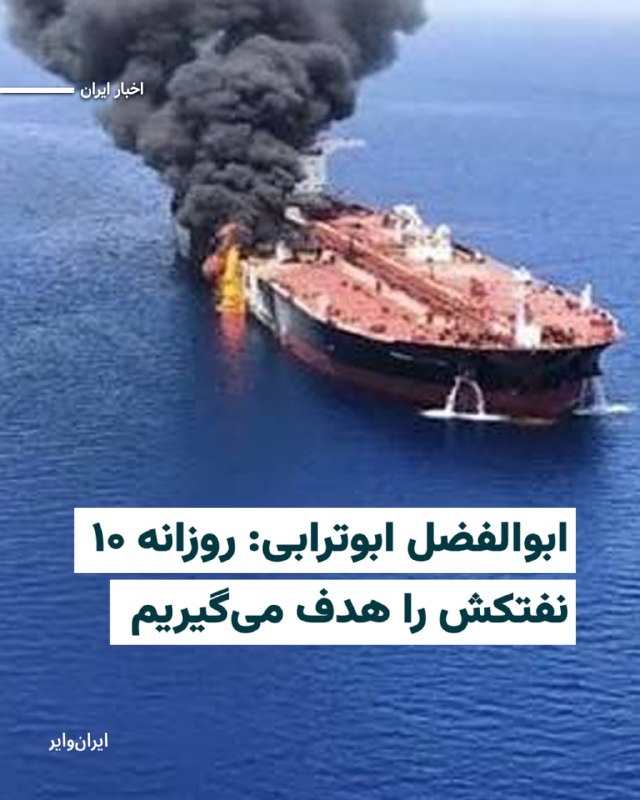 اخبار ایران
ابوالفضل ابوترابی: روزانه ۱۰
نفتکش را هدف می‌گیریم
ایران‌وایر